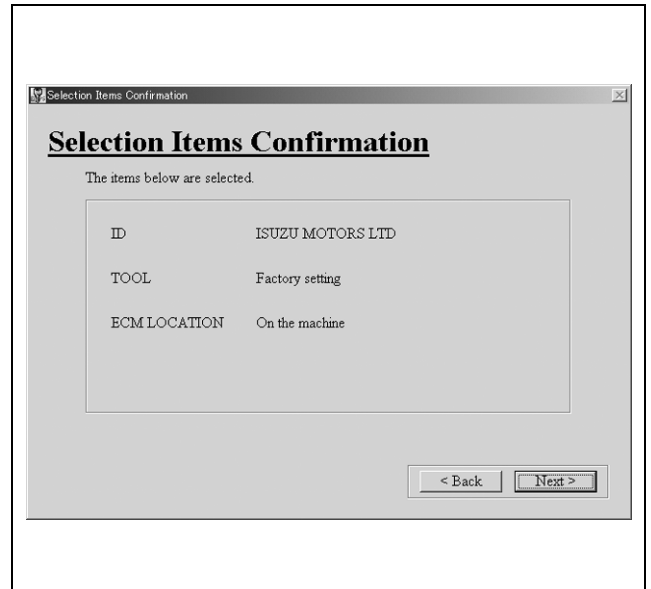 Selection Items Confirmation
Selection Items Confirmation
The items below are selected.
ID ISUZU MOTORS LTD
TOOL Factory setting
ECM LOCATION On the machine
< Back Next >